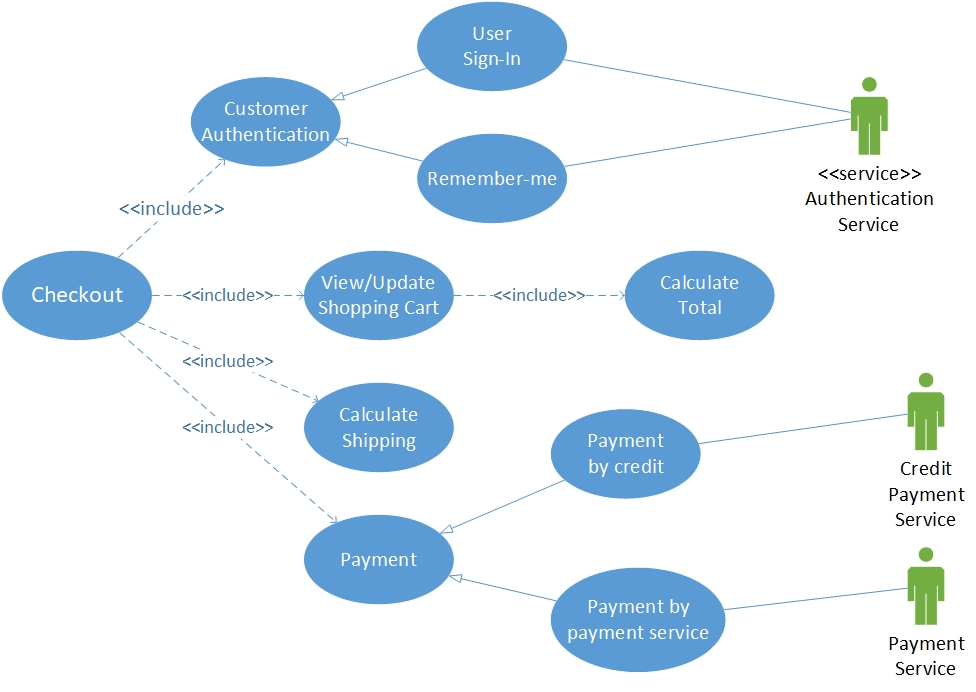 User
Sign-In
Customer
Authentication
Remember-me
<<service>>
Authentication
Service
<<include>>
Checkout
<<include>>
View/Update
Shopping Cart
<<include>>
Calculate
Total
<<include>>
Calculate
Shipping
<<include>>
Payment
by credit
Credit
Payment
Service
Payment
Payment by
payment service
Payment
Service